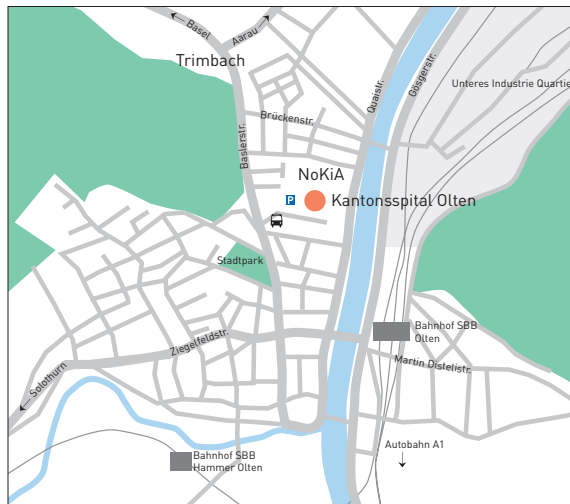 Basel
Aarau
Trimbach
Quaistr.
Gösgerstr.
Unteres Industrie Quartie
Brückenstr.
Baslerstr.
NoKiA
P
Kantonsspital Olten
Stadtpark
Ziegelfeldstr.
Bahnhof SBB
Olten
Martin Distelistr.
Solothurn
Autobahn A1
Bahnhof SBB
Hammer Olten